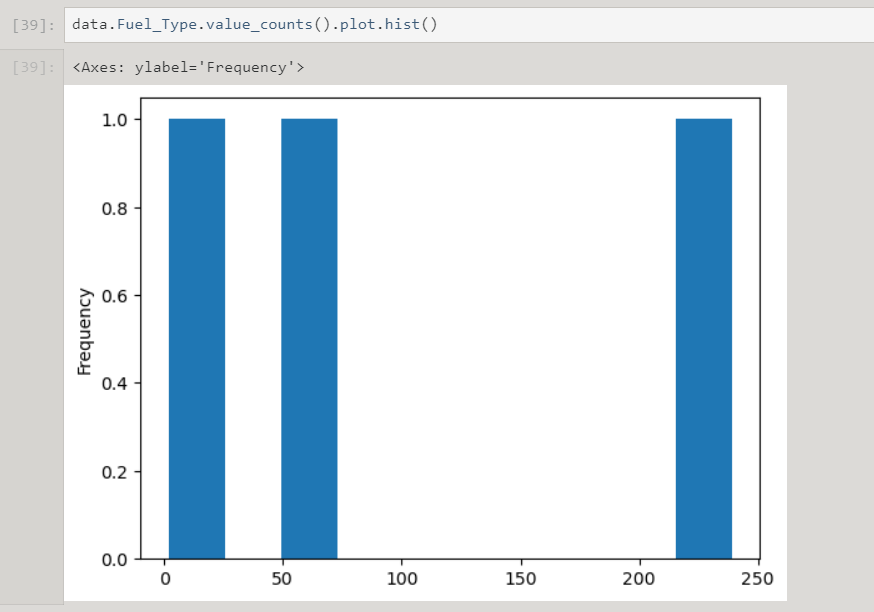 [39]: data.Fuel_Type.value_counts().plot.hist()
[39]: <Axes: ylabel='Frequency'>
1.0
0.8
0.6
0.4
0.2
0.0
Frequency
0 50 100 150 200 250